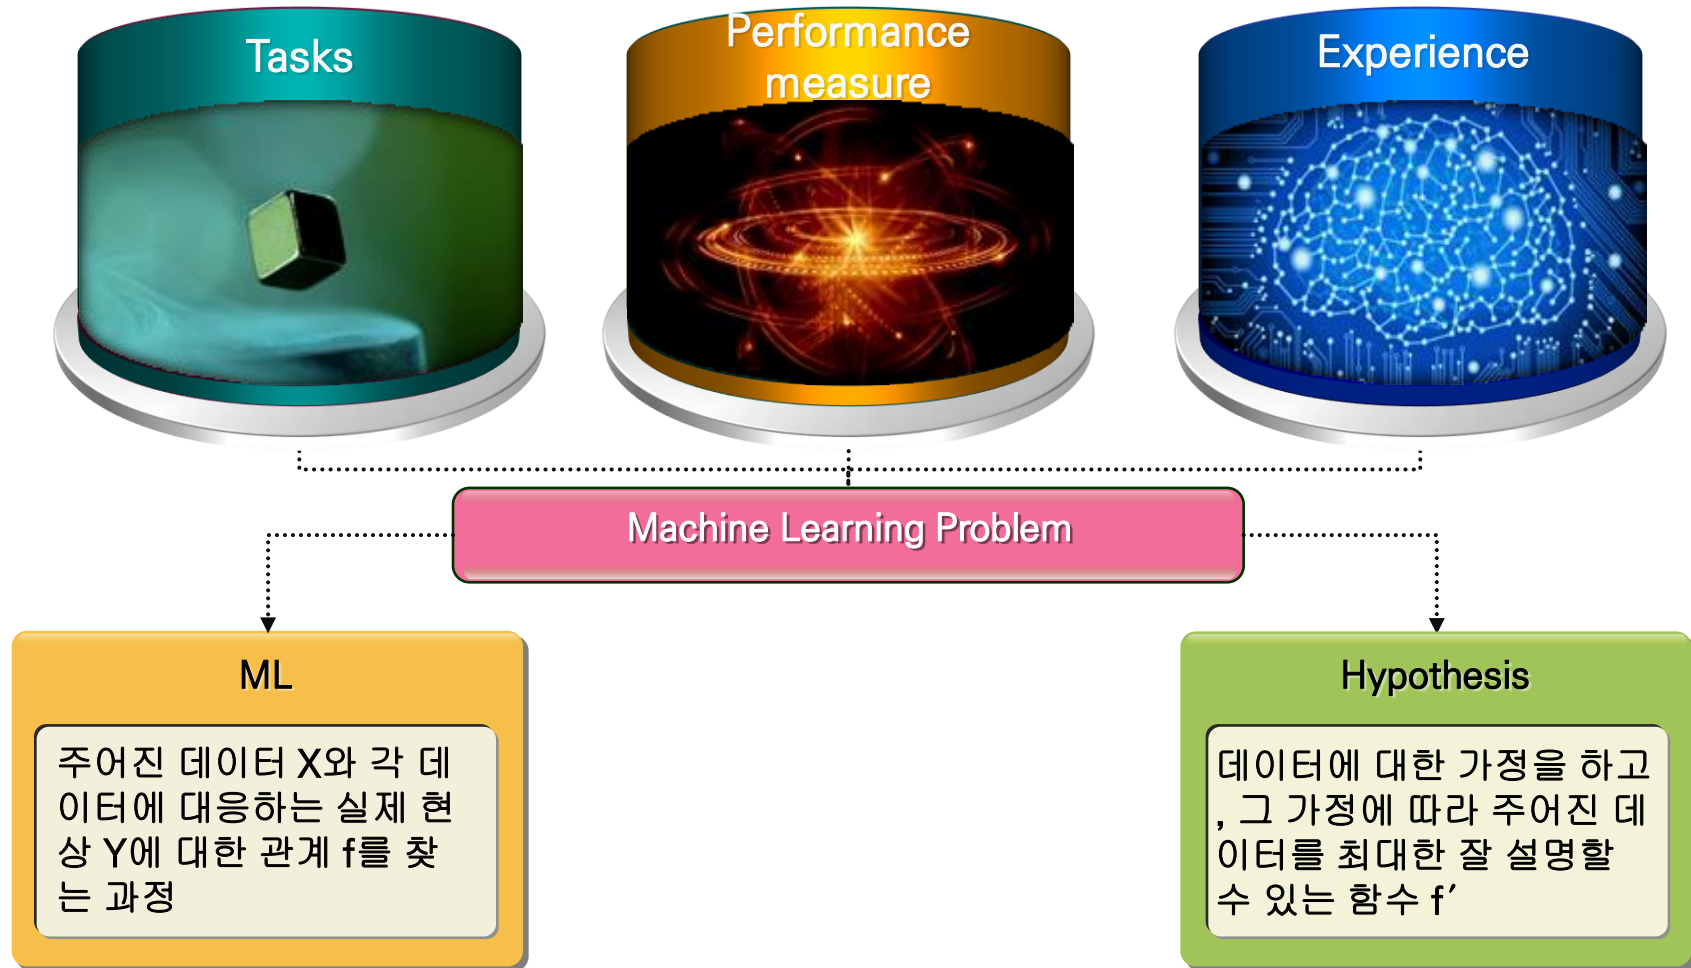 Tasks
Performance
measure
Experience
Machine Learning Problem
ML
주어진 데이터 X와 각 데
이터에 대응하는 실제 현
상 Y에 대한 관계 f를 찾
는 과정
Hypothesis
데이터에 대한 가정을 하고
, 그 가정에 따라 주어진 데
이터를 최대한 잘 설명할
수 있는 함수 f′